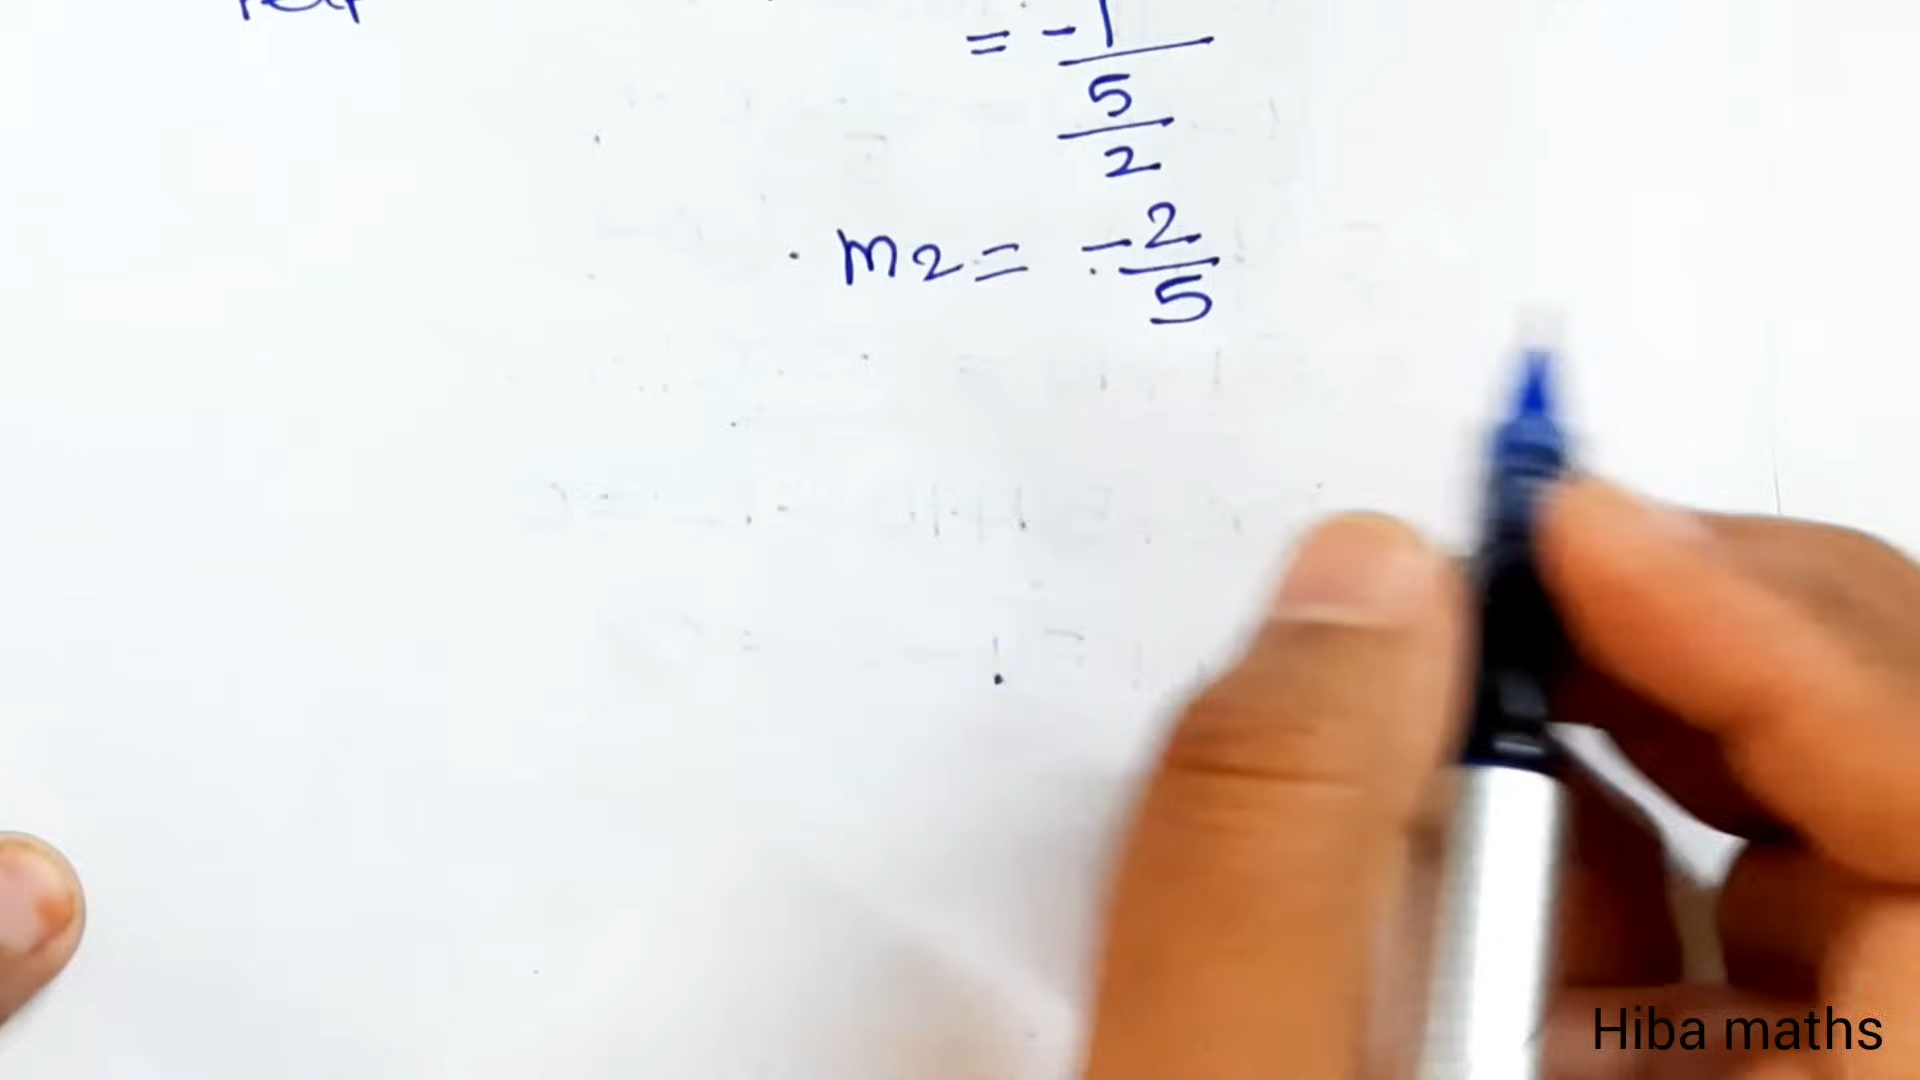 = -1
5
2
m2 = -2
5
Hiba maths